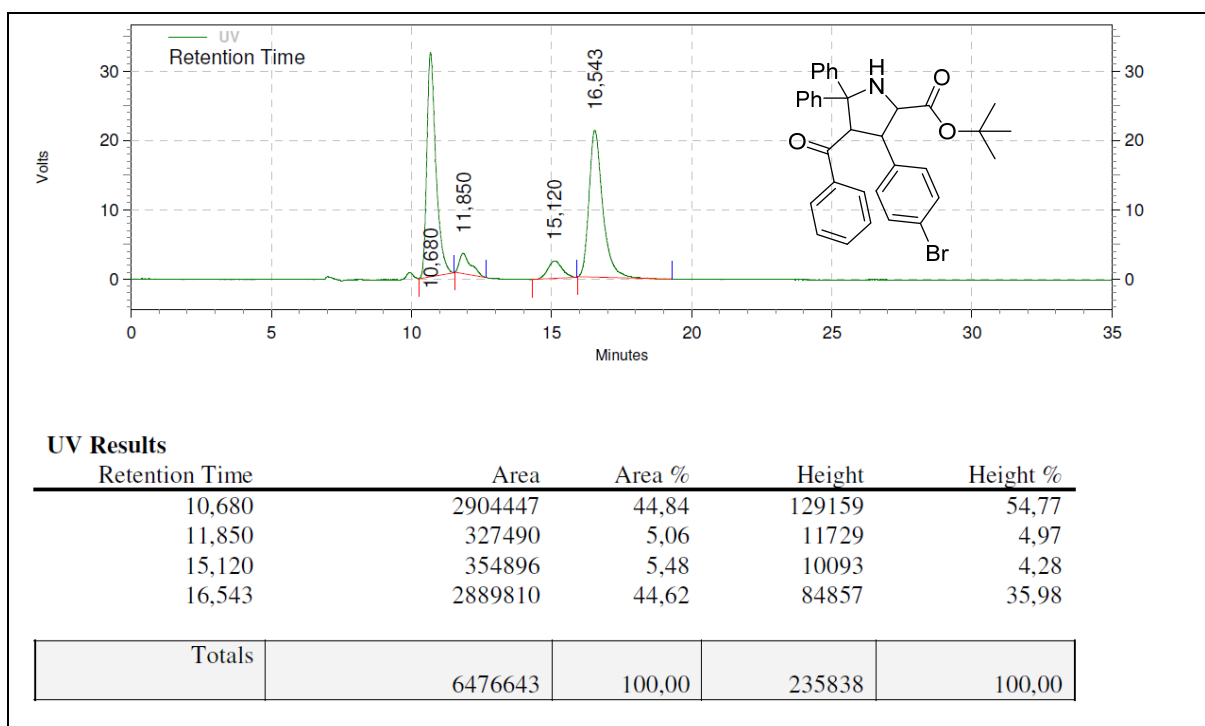 UV
Retention Time
Volts
30
20
10
0
30
20
10
0
10,680
11,850
15,120
16,543
0 5 10 15 20 25 30 35
Minutes
Ph
Ph
H
N
O
O
O
Br
UV Results
Retention Time Area Area % Height Height %
10,680 2904447 44,84 129159 54,77
11,850 327490 5,06 11729 4,97
15,120 354896 5,48 10093 4,28
16,543 2889810 44,62 84857 35,98
Totals
6476643 100,00 235838 100,00